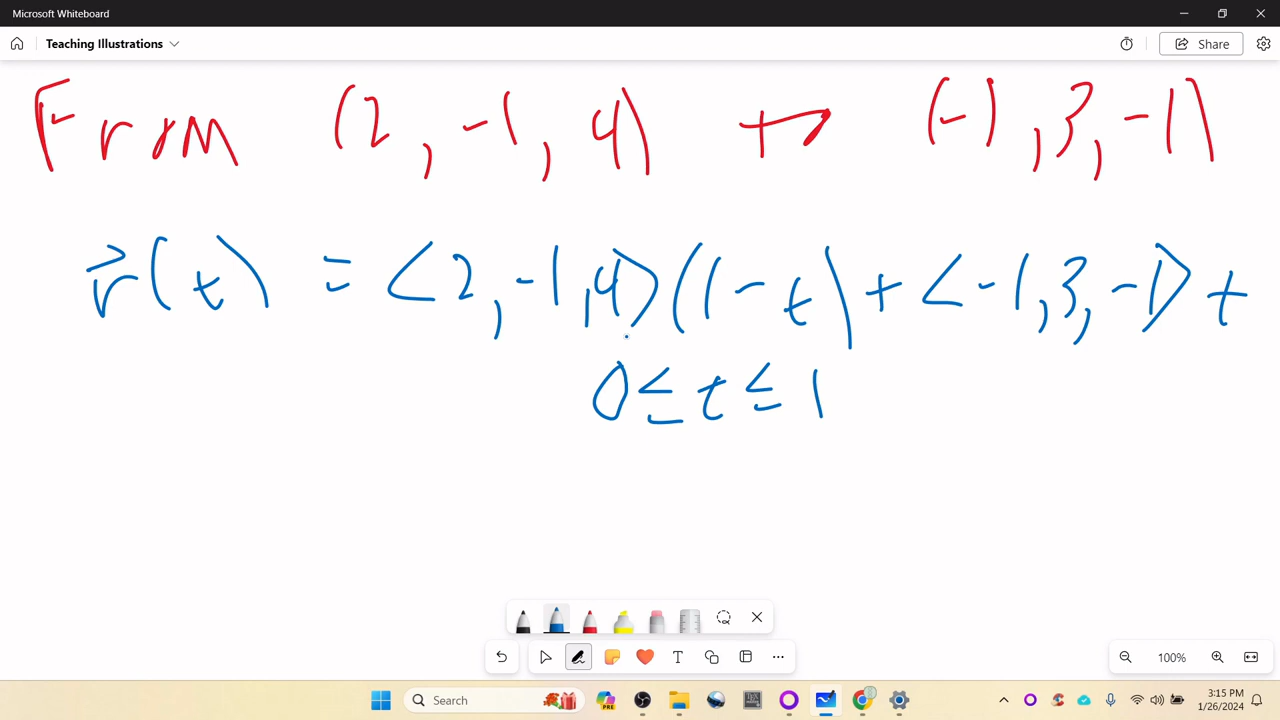 Microsoft Whiteboard
Teaching Illustrations
Share
From (2, -1, 4) to (-1, 3, -1)
r⃗(t) = <2, -1, 4>(1 - t) + <-1, 3, -1> t
0 ≤ t ≤ 1
100%
Search
3:15 PM
1/26/2024